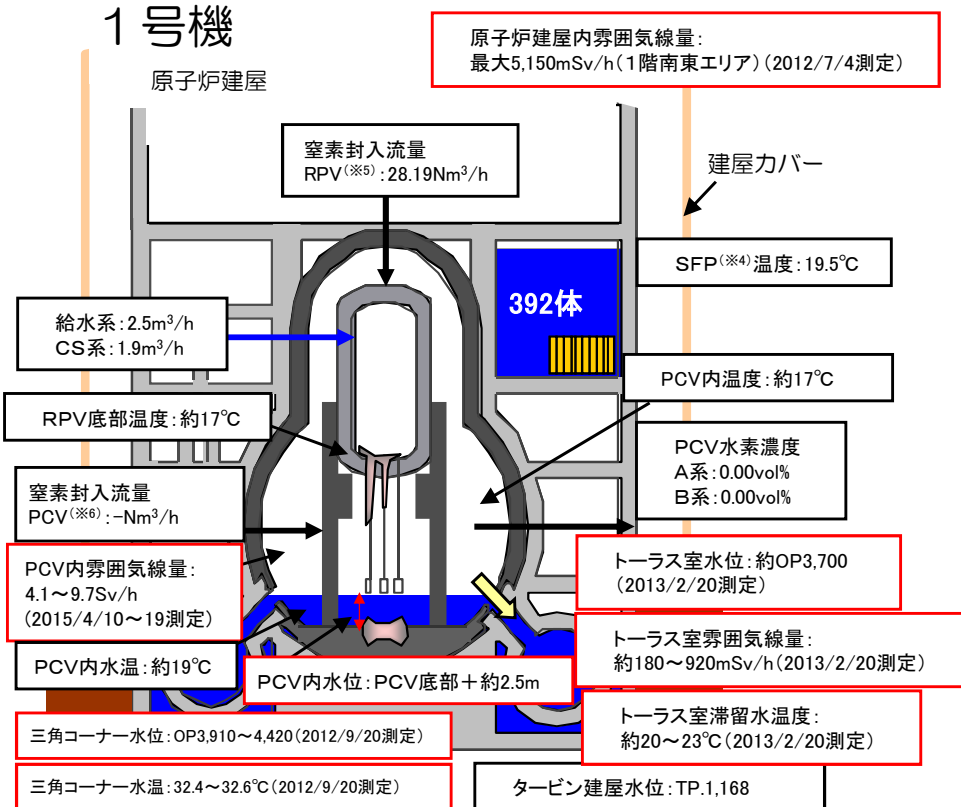 １号機
原子炉建屋内雰囲気線量：
最大5,150mSv/h（１階南東エリア）（2012/7/4測定）
原子炉建屋
窒素封入流量
RPV(※5)：28.19Nm³/h
建屋カバー
SFP(※4)温度：19.5℃
392体
給水系：2.5m³/h
CS系：1.9m³/h
PCV内温度：約17℃
RPV底部温度：約17℃
PCV水素濃度
A系：0.00vol%
B系：0.00vol%
窒素封入流量
PCV(※6)：-Nm³/h
PCV内雰囲気線量：
4.1～9.7Sv/h
（2015/4/10～19測定）
トーラス室水位：約OP3,700
（2013/2/20測定）
トーラス室雰囲気線量：
約180～920mSv/h（2013/2/20測定）
PCV内水温：約19℃
PCV内水位：PCV底部＋約2.5m
トーラス室滞留水温度：
約20～23℃（2013/2/20測定）
三角コーナー水位：OP3,910～4,420（2012/9/20測定）
三角コーナー水温：32.4～32.6℃（2012/9/20測定）
タービン建屋水位：TP.1,168